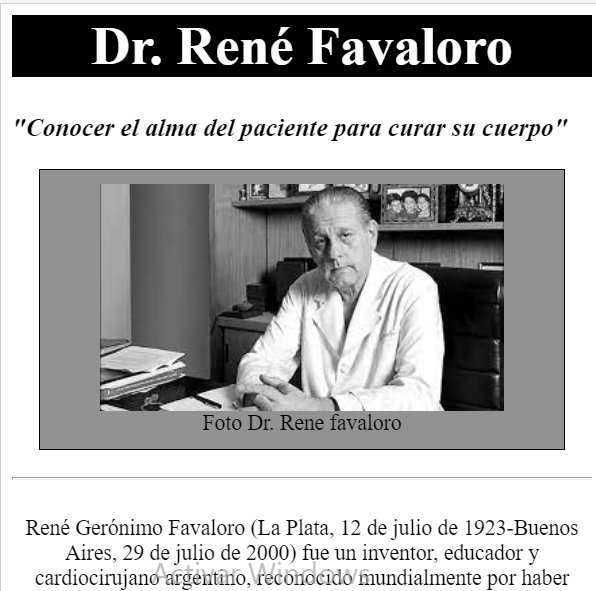 Dr. René Favaloro
"Conocer el alma del paciente para curar su cuerpo"
Foto Dr. Rene favaloro
René Gerónimo Favaloro (La Plata, 12 de julio de 1923-Buenos
Aires, 29 de julio de 2000) fue un inventor, educador y
cardiocirujano argentino, reconocido mundialmente por haber
Activar Windows